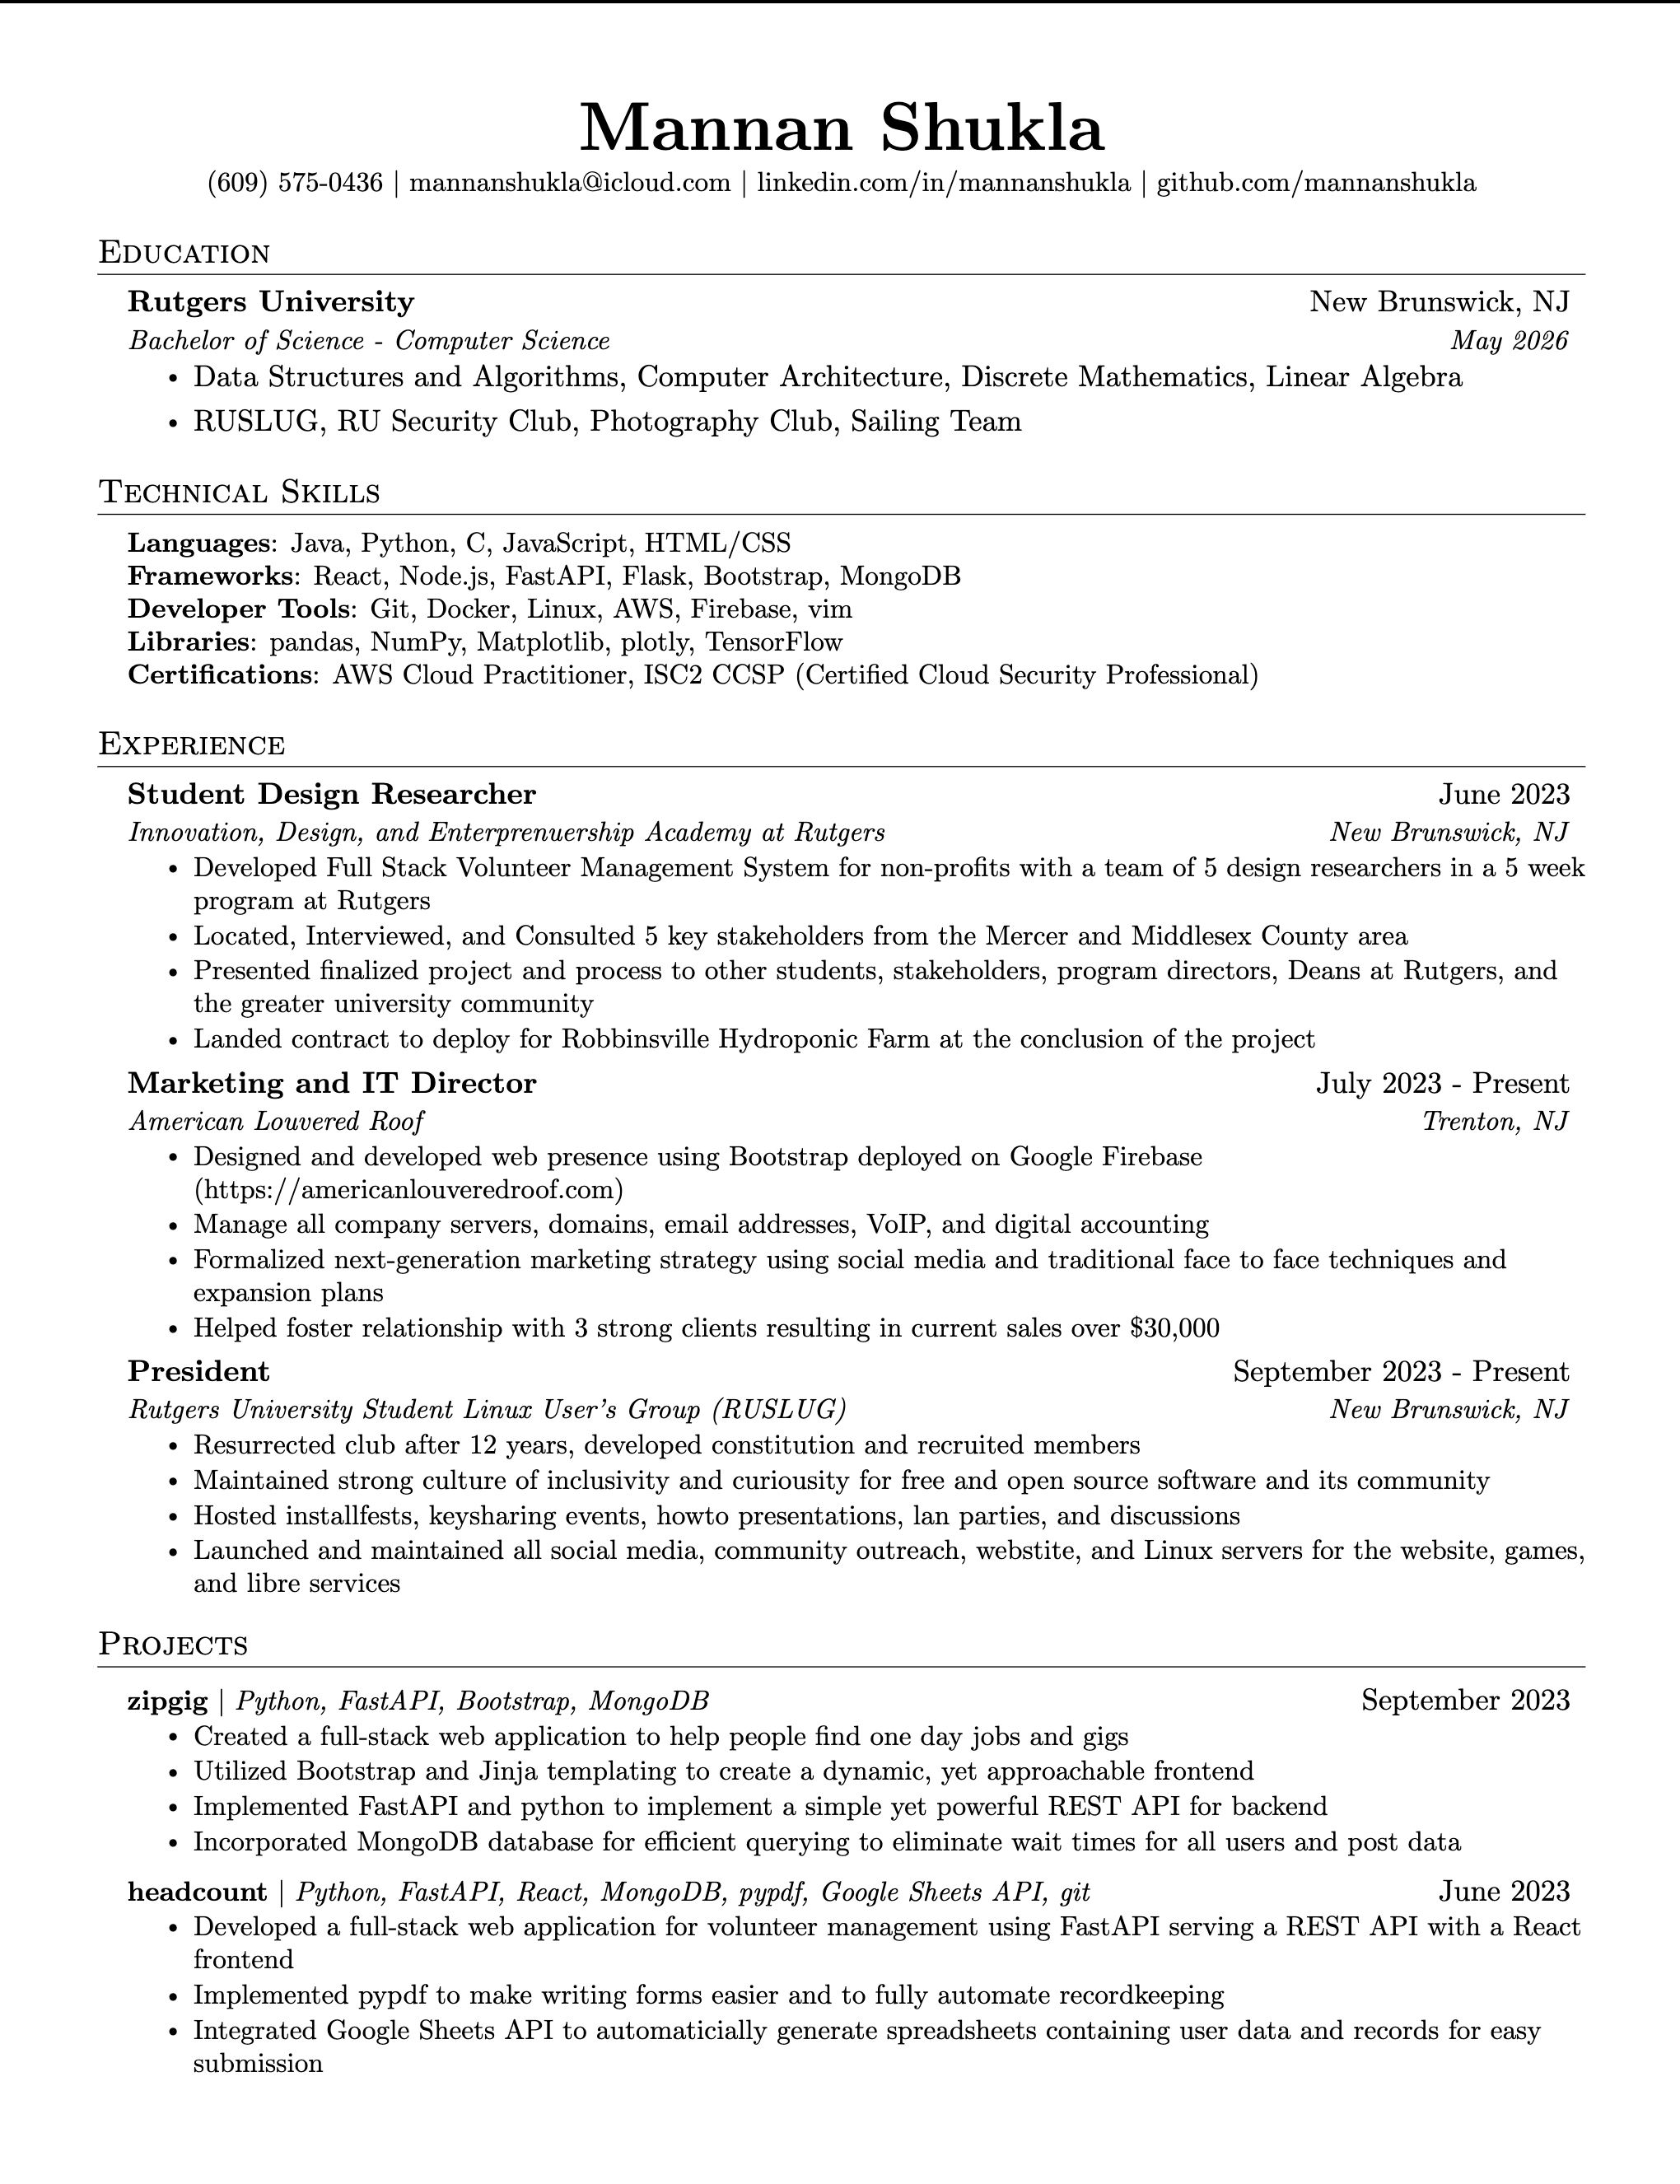 Mannan Shukla
(609) 575-0436 | mannanshukla@icloud.com | linkedin.com/in/mannanshukla | github.com/mannanshukla
Education
Rutgers University New Brunswick, NJ
Bachelor of Science - Computer Science May 2026
• Data Structures and Algorithms, Computer Architecture, Discrete Mathematics, Linear Algebra
• RUSLUG, RU Security Club, Photography Club, Sailing Team
Technical Skills
Languages: Java, Python, C, JavaScript, HTML/CSS
Frameworks: React, Node.js, FastAPI, Flask, Bootstrap, MongoDB
Developer Tools: Git, Docker, Linux, AWS, Firebase, vim
Libraries: pandas, NumPy, Matplotlib, plotly, TensorFlow
Certifications: AWS Cloud Practitioner, ISC2 CCSP (Certified Cloud Security Professional)
Experience
Student Design Researcher June 2023
Innovation, Design, and Enterprenuership Academy at Rutgers New Brunswick, NJ
• Developed Full Stack Volunteer Management System for non-profits with a team of 5 design researchers in a 5 week
program at Rutgers
• Located, Interviewed, and Consulted 5 key stakeholders from the Mercer and Middlesex County area
• Presented finalized project and process to other students, stakeholders, program directors, Deans at Rutgers, and
the greater university community
• Landed contract to deploy for Robbinsville Hydroponic Farm at the conclusion of the project
Marketing and IT Director July 2023 - Present
American Louvered Roof Trenton, NJ
• Designed and developed web presence using Bootstrap deployed on Google Firebase
(https://americanlouveredroof.com)
• Manage all company servers, domains, email addresses, VoIP, and digital accounting
• Formalized next-generation marketing strategy using social media and traditional face to face techniques and
expansion plans
• Helped foster relationship with 3 strong clients resulting in current sales over $30,000
President September 2023 - Present
Rutgers University Student Linux User's Group (RUSLUG) New Brunswick, NJ
• Resurrected club after 12 years, developed constitution and recruited members
• Maintained strong culture of inclusivity and curiousity for free and open source software and its community
• Hosted installfests, keysharing events, howto presentations, lan parties, and discussions
• Launched and maintained all social media, community outreach, webstite, and Linux servers for the website, games,
and libre services
Projects
zipgig | Python, FastAPI, Bootstrap, MongoDB September 2023
• Created a full-stack web application to help people find one day jobs and gigs
• Utilized Bootstrap and Jinja templating to create a dynamic, yet approachable frontend
• Implemented FastAPI and python to implement a simple yet powerful REST API for backend
• Incorporated MongoDB database for efficient querying to eliminate wait times for all users and post data
headcount | Python, FastAPI, React, MongoDB, pypdf, Google Sheets API, git June 2023
• Developed a full-stack web application for volunteer management using FastAPI serving a REST API with a React
frontend
• Implemented pypdf to make writing forms easier and to fully automate recordkeeping
• Integrated Google Sheets API to automaticially generate spreadsheets containing user data and records for easy
submission